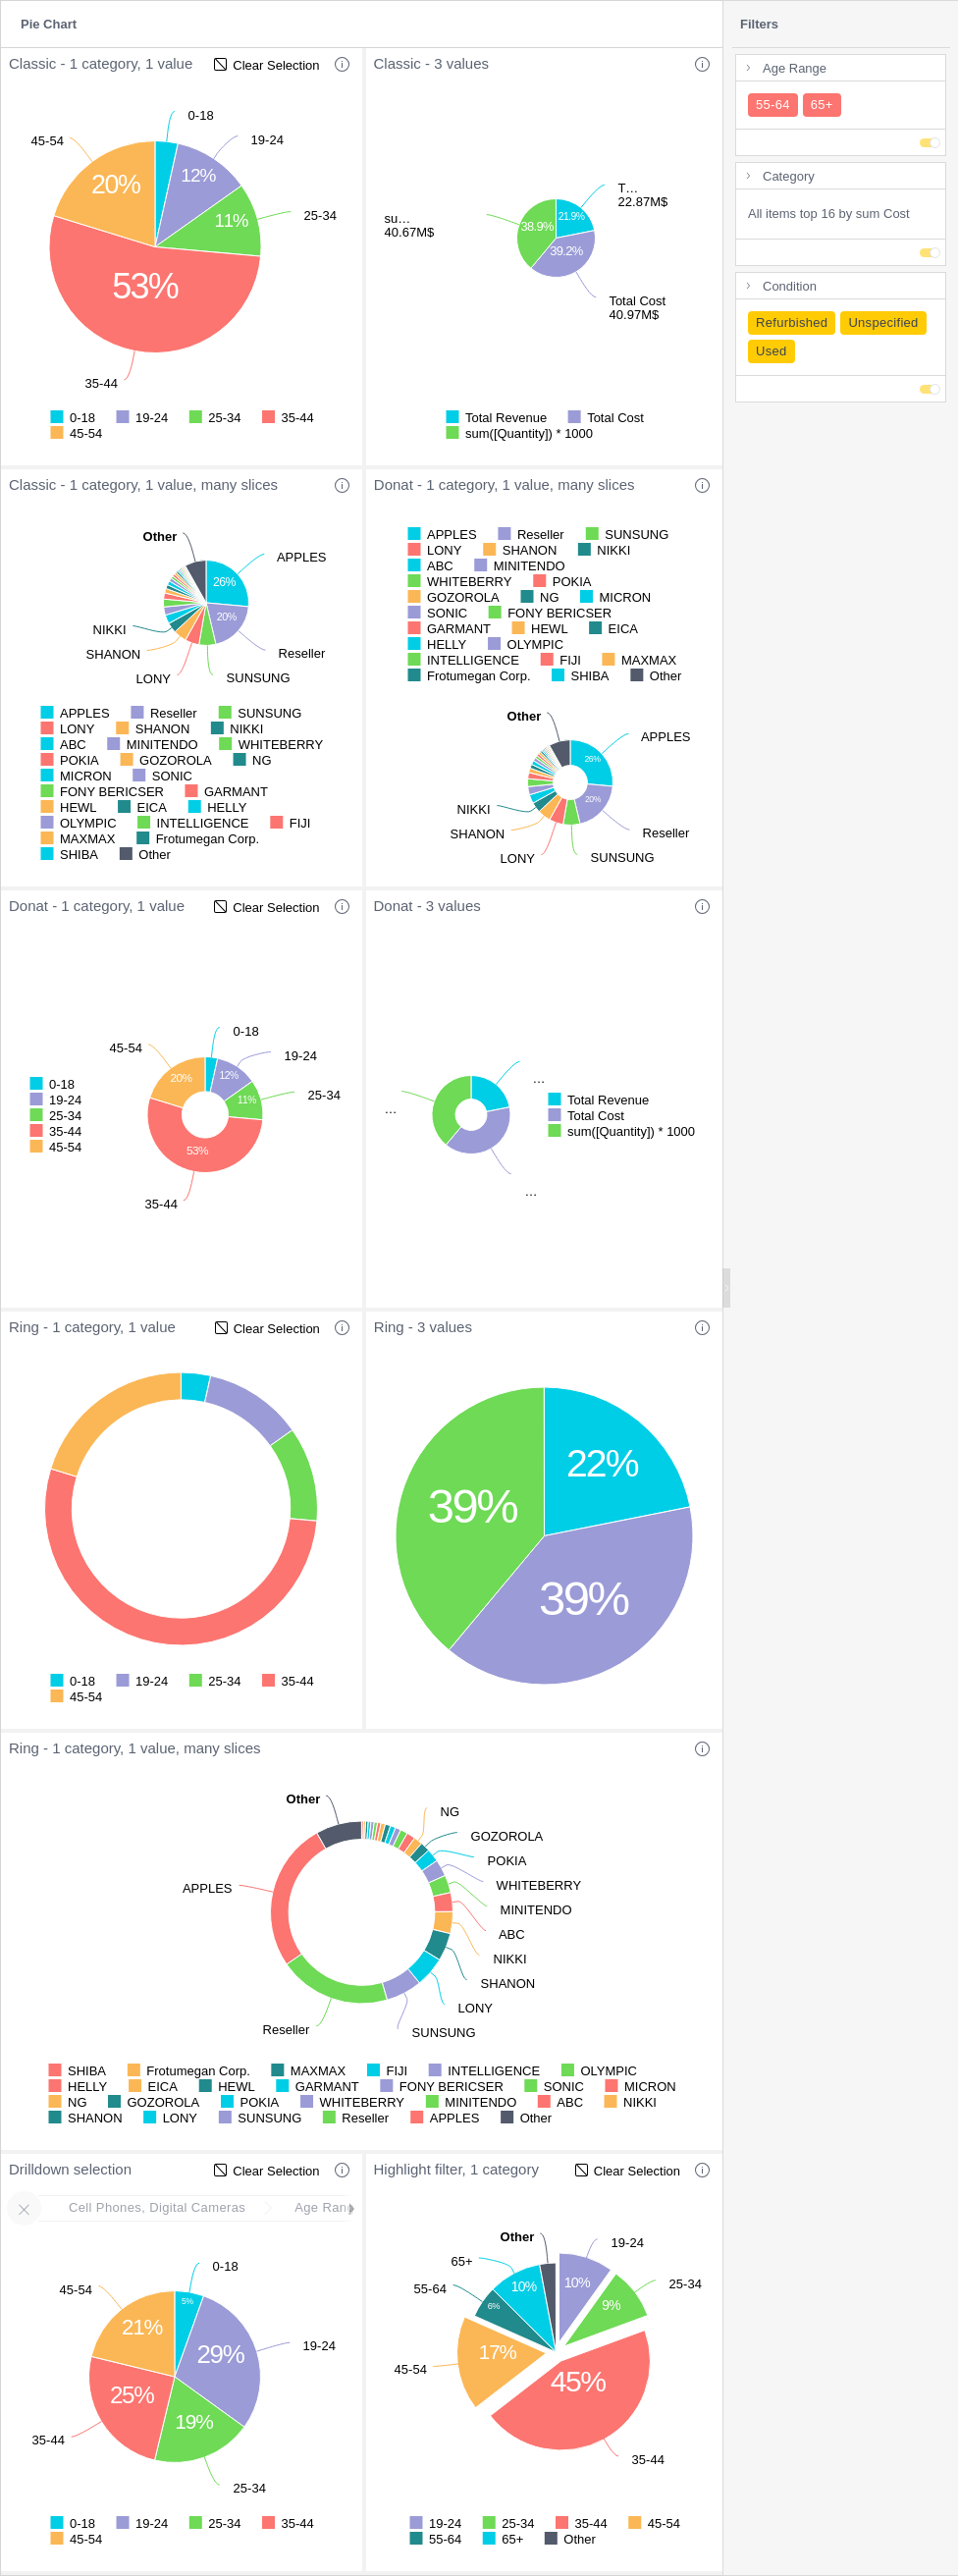 Pie Chart
Filters
Classic - 1 category, 1 value
Clear Selection
0-18
19-24
45-54
20%
12%
25-34
11%
53%
35-44
0-18 19-24 25-34 35-44
45-54
Classic - 3 values
T...
22.87M$
su...
40.67M$
21.9%
38.9%
39.2%
Total Cost
40.97M$
Total Revenue Total Cost
sum([Quantity]) * 1000
Age Range
55-64 65+
Category
All items top 16 by sum Cost
Condition
Refurbished Unspecified
Used
Classic - 1 category, 1 value, many slices
Other
APPLES
26%
20%
NIKKI
SHANON
Reseller
LONY
SUNSUNG
APPLES Reseller SUNSUNG
LONY SHANON NIKKI
ABC MINITENDO WHITEBERRY
POKIA GOZOROLA NG
MICRON SONIC
FONY BERICSER GARMANT
HEWL EICA HELLY
OLYMPIC INTELLIGENCE FIJI
MAXMAX Frotumegan Corp.
SHIBA Other
Donat - 1 category, 1 value, many slices
APPLES Reseller SUNSUNG
LONY SHANON NIKKI
ABC MINITENDO
WHITEBERRY POKIA
GOZOROLA NG MICRON
SONIC FONY BERICSER
GARMANT HEWL EICA
HELLY OLYMPIC
INTELLIGENCE FIJI MAXMAX
Frotumegan Corp. SHIBA Other
Other
APPLES
26%
20%
NIKKI
SHANON
Reseller
LONY
SUNSUNG
Donat - 1 category, 1 value
Clear Selection
0-18
45-54
19-24
20%
12%
25-34
11%
53%
35-44
0-18
19-24
25-34
35-44
45-54
Donat - 3 values
...
...
...
Total Revenue
Total Cost
sum([Quantity]) * 1000
Ring - 1 category, 1 value
Clear Selection
0-18 19-24 25-34 35-44
45-54
Ring - 3 values
22%
39%
39%
Ring - 1 category, 1 value, many slices
Other
NG
GOZOROLA
POKIA
APPLES
WHITEBERRY
MINITENDO
ABC
NIKKI
SHANON
LONY
Reseller
SUNSUNG
SHIBA Frotumegan Corp. MAXMAX FIJI INTELLIGENCE OLYMPIC
HELLY EICA HEWL GARMANT FONY BERICSER SONIC MICRON
NG GOZOROLA POKIA WHITEBERRY MINITENDO ABC NIKKI
SHANON LONY SUNSUNG Reseller APPLES Other
Drilldown selection
Clear Selection
Cell Phones, Digital Cameras
Age Rang
0-18
45-54
5%
21%
29%
19-24
25%
19%
35-44
25-34
0-18 19-24 25-34 35-44
45-54
Highlight filter, 1 category
Clear Selection
Other
19-24
65+
55-64
25-34
10%
10%
6%
9%
17%
45-54
45%
35-44
19-24 25-34 35-44 45-54
55-64 65+ Other